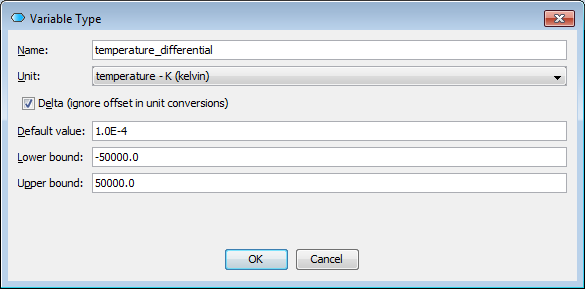 Variable Type
Name: temperature_differential
Unit: temperature - K (kelvin)
Delta (ignore offset in unit conversions)
Default value: 1.0E-4
Lower bound: -50000.0
Upper bound: 50000.0
OK Cancel